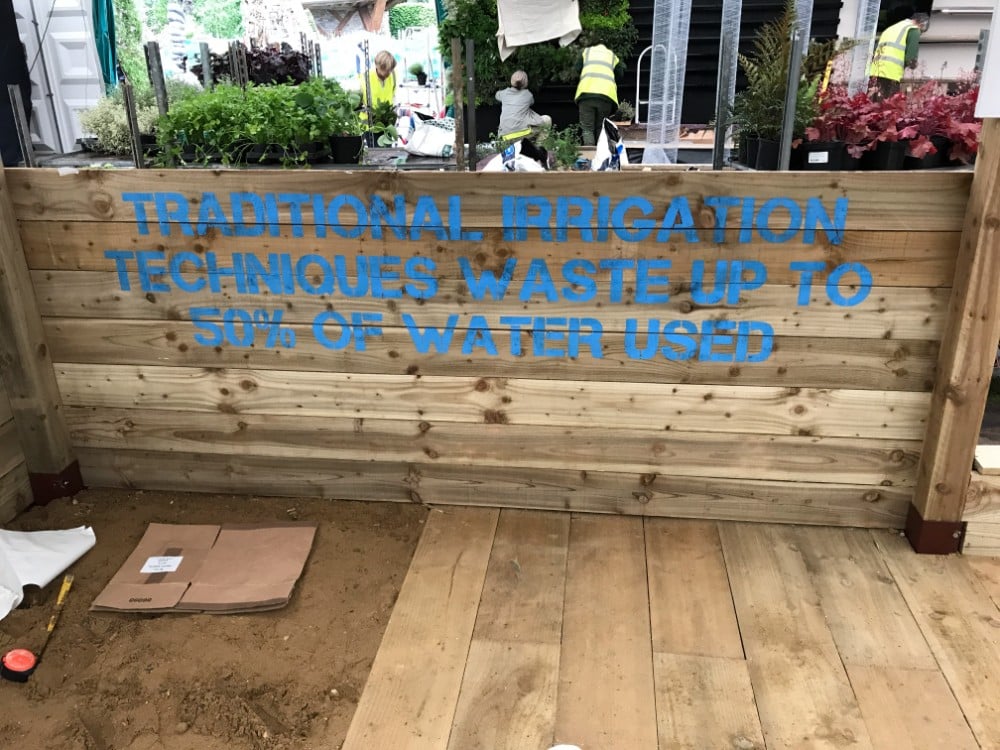 TRADITIONAL IRRIGATION
TECHNIQUES WASTE UP TO
50% OF WATER USED